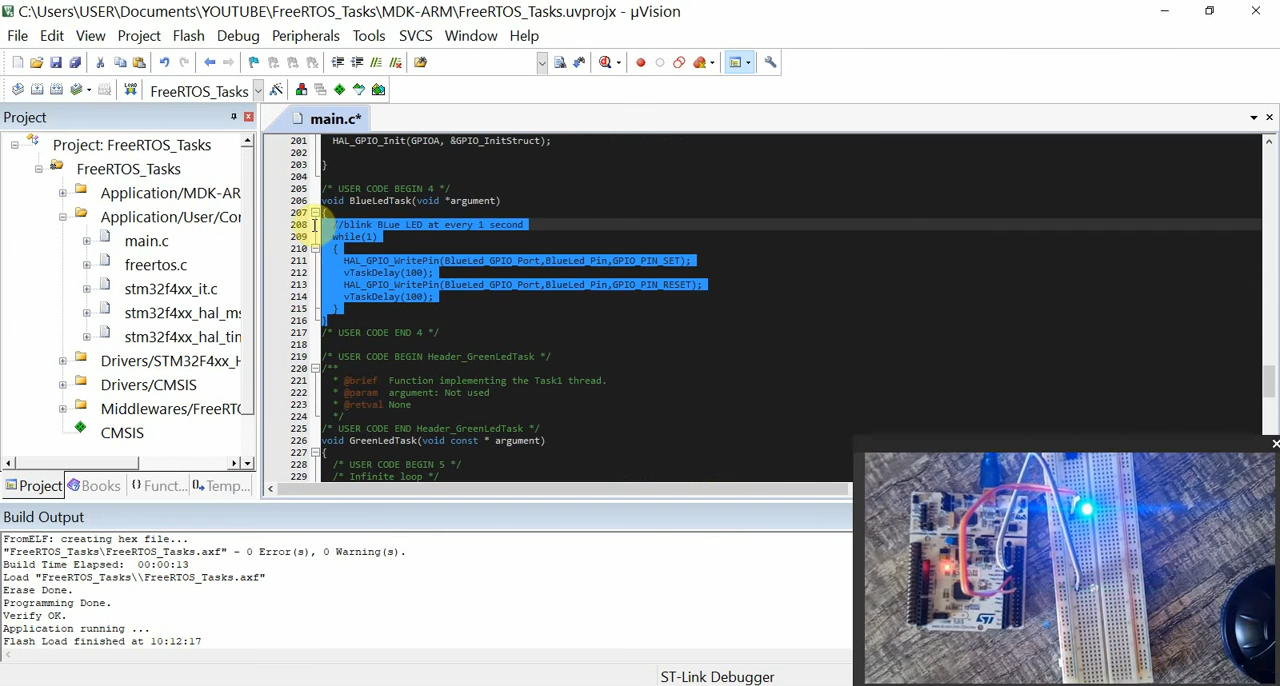 C:\Users\USER\Documents\YOUTUBE\FreeRTOS_Tasks\MDK-ARM\FreeRTOS_Tasks.uvprojx - µVision
File Edit View Project Flash Debug Peripherals Tools SVCS Window Help
LOAD FreeRTOS_Tasks
Project
main.c*
Project: FreeRTOS_Tasks
FreeRTOS_Tasks
Application/MDK-AR
Application/User/Cor
main.c
freertos.c
stm32f4xx_it.c
stm32f4xx_hal_ms
stm32f4xx_hal_tin
Drivers/STM32F4xx_H
Drivers/CMSIS
Middlewares/FreeRTO
CMSIS
Project Books {} Funct... Temp...
201 HAL_GPIO_Init(GPIOA, &GPIO_InitStruct);
202
203 }
204
205 /* USER CODE BEGIN 4 */
206 void BlueLedTask(void *argument)
207 {
208 //blink BLue LED at every 1 second
209 while(1)
210 {
211 HAL_GPIO_WritePin(BlueLed_GPIO_Port,BlueLed_Pin,GPIO_PIN_SET);
212 vTaskDelay(100);
213 HAL_GPIO_WritePin(BlueLed_GPIO_Port,BlueLed_Pin,GPIO_PIN_RESET);
214 vTaskDelay(100);
215 }
216 }
217 /* USER CODE END 4 */
218
219 /* USER CODE BEGIN Header_GreenLedTask */
220 /**
221 * @brief Function implementing the Task1 thread.
222 * @param argument: Not used
223 * @retval None
224 */
225 /* USER CODE END Header_GreenLedTask */
226 void GreenLedTask(void const * argument)
227 {
228 /* USER CODE BEGIN 5 */
229 /* Infinite loop */
Build Output
FromELF: creating hex file...
"FreeRTOS_Tasks\FreeRTOS_Tasks.axf" - 0 Error(s), 0 Warning(s).
Build Time Elapsed: 00:00:13
Load "FreeRTOS_Tasks\\FreeRTOS_Tasks.axf"
Erase Done.
Programming Done.
Verify OK.
Application running ...
Flash Load finished at 10:12:17
ST-Link Debugger